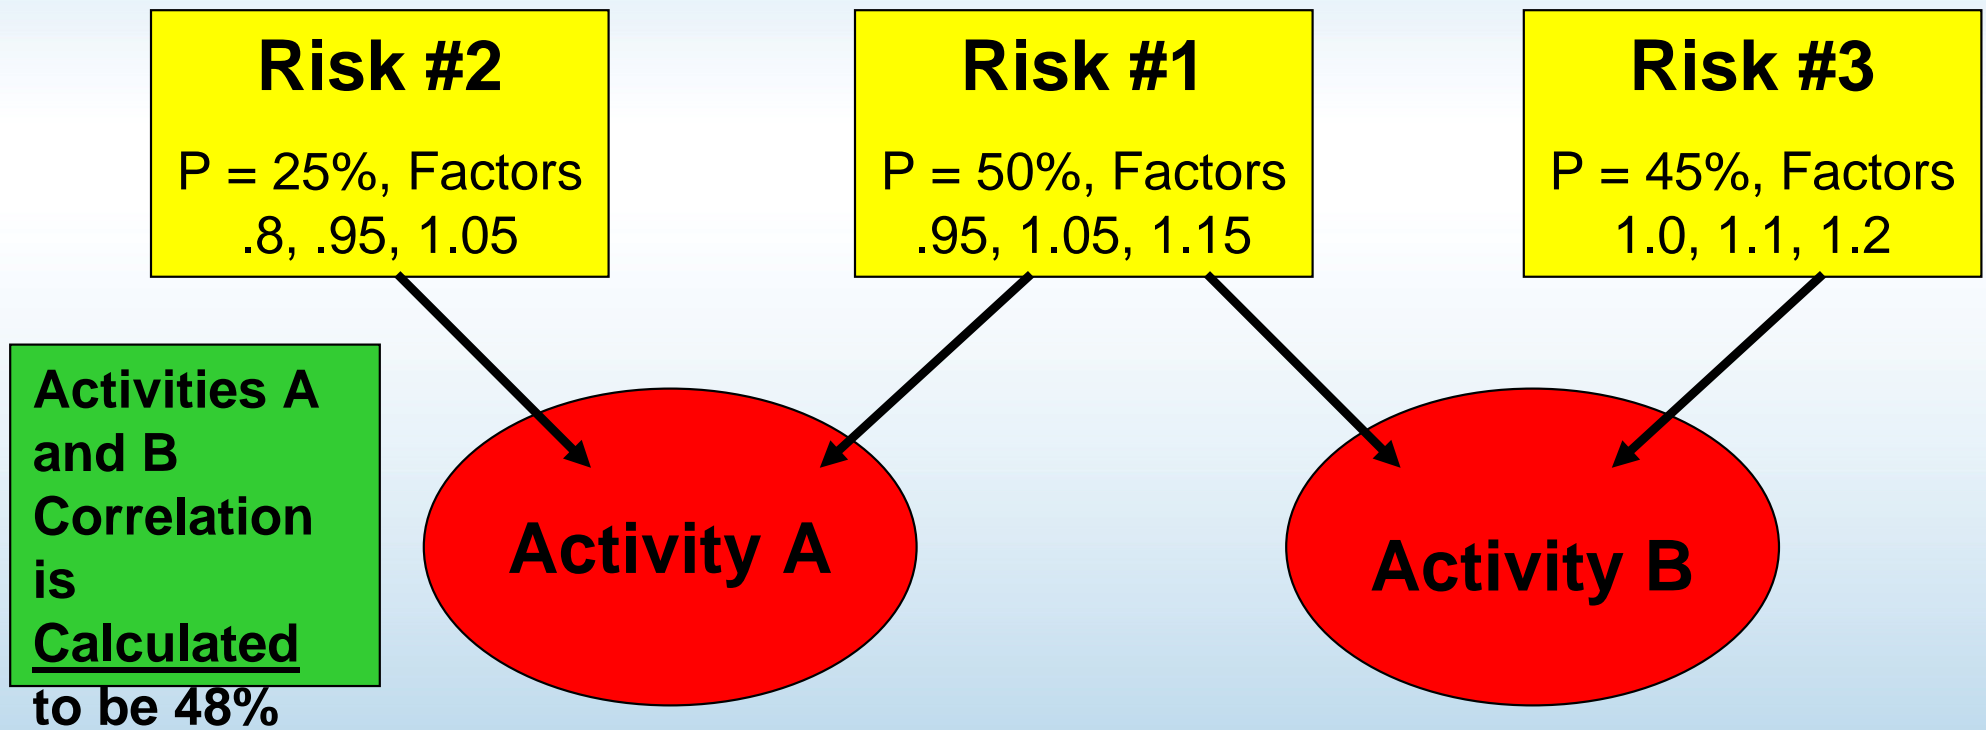 Risk #2
P = 25%, Factors
.8, .95, 1.05
Risk #1
P = 50%, Factors
.95, 1.05, 1.15
Risk #3
P = 45%, Factors
1.0, 1.1, 1.2
Activities A
and B
Correlation
is
Calculated
to be 48%
Activity A
Activity B